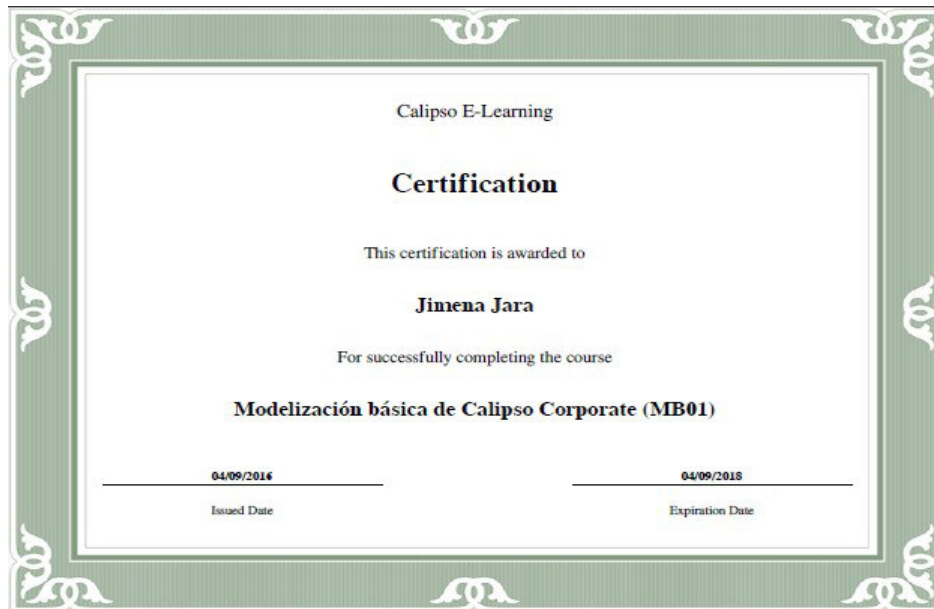 Calipso E-Learning
Certification
This certification is awarded to
Jimena Jara
For successfully completing the course
Modelización básica de Calipso Corporate (MB01)
04/09/2016 04/09/2018
Issued Date Expiration Date